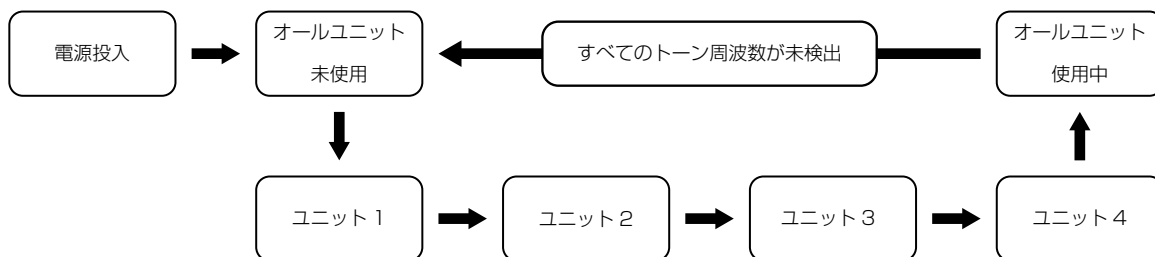 電源投入
オールユニット
未使用
すべてのトーン周波数が未検出
オールユニット
使用中
ユニット1
ユニット2
ユニット3
ユニット4